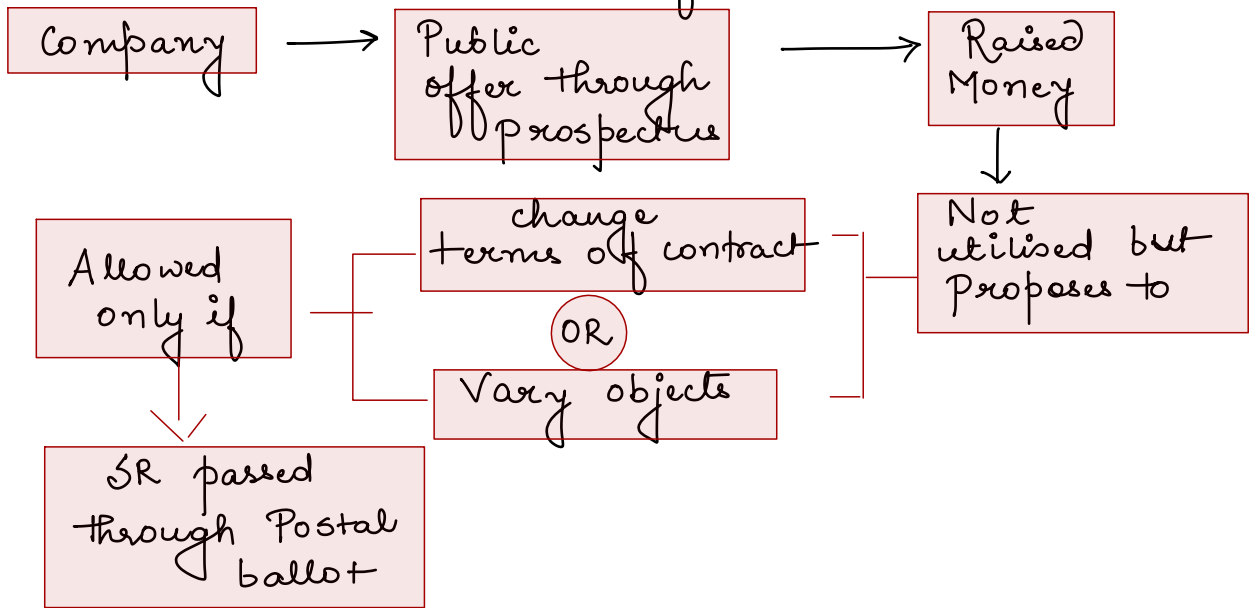 Company
Public
offer through
prospectus
Raised
Money
Not
utilised but
proposes to
change
terms of contract
OR
Vary objects
Allowed
only if
SR passed
through Postal
ballot